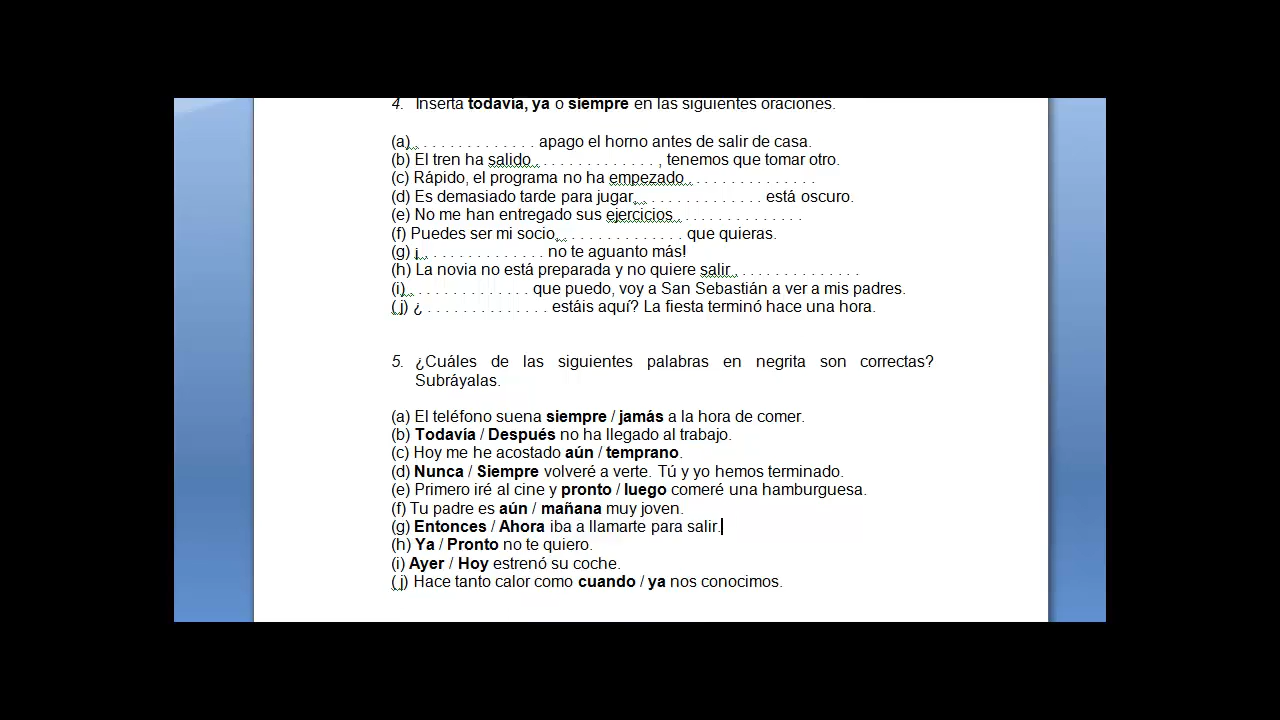 4. Inserta todavía, ya o siempre en las siguientes oraciones.
(a) . . . . . . . . . . . . . . apago el horno antes de salir de casa.
(b) El tren ha salido . . . . . . . . . . . . . . , tenemos que tomar otro.
(c) Rápido, el programa no ha empezado . . . . . . . . . . . . . .
(d) Es demasiado tarde para jugar, . . . . . . . . . . . . . . está oscuro.
(e) No me han entregado sus ejercicios . . . . . . . . . . . . . .
(f) Puedes ser mi socio, . . . . . . . . . . . . . . que quieras.
(g) ¡ . . . . . . . . . . . . . . no te aguanto más!
(h) La novia no está preparada y no quiere salir . . . . . . . . . . . . . .
(i) . . . . . . . . . . . . . . que puedo, voy a San Sebastián a ver a mis padres.
( j) ¿ . . . . . . . . . . . . . . estáis aquí? La fiesta terminó hace una hora.
5. ¿Cuáles de las siguientes palabras en negrita son correctas?
Subráyalas.
(a) El teléfono suena siempre / jamás a la hora de comer.
(b) Todavía / Después no ha llegado al trabajo.
(c) Hoy me he acostado aún / temprano.
(d) Nunca / Siempre volveré a verte. Tú y yo hemos terminado.
(e) Primero iré al cine y pronto / luego comeré una hamburguesa.
(f) Tu padre es aún / mañana muy joven.
(g) Entonces / Ahora iba a llamarte para salir.
(h) Ya / Pronto no te quiero.
(i) Ayer / Hoy estrenó su coche.
( j) Hace tanto calor como cuando / ya nos conocimos.